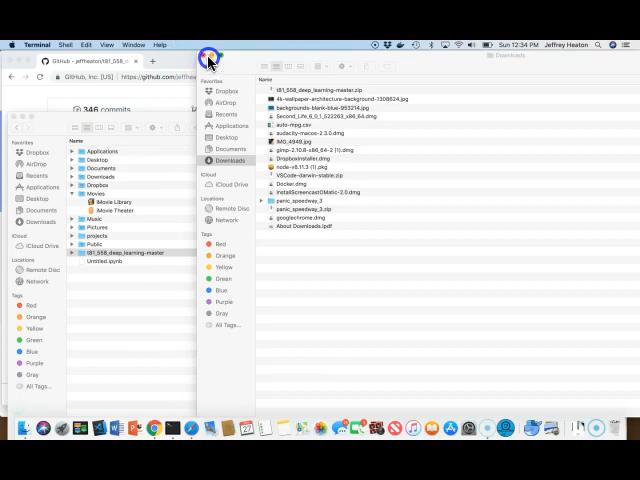 Terminal Shell Edit View Window Help Sun 12:34 PM Jeffrey Heaton
GitHub - jeffheaton/t81_558_d
GitHub, Inc. [US] https://github.com/jeffhe
346 commits
Downloads
Favorites
Dropbox
AirDrop
Recents
Applications
Desktop
Documents
Downloads
iCloud
iCloud Drive
Locations
Remote Disc
Network
Tags
Red
Orange
Yellow
Green
Blue
Purple
Gray
All Tags...
Name
Applications
Desktop
Documents
Downloads
Dropbox
Movies
iMovie Library
iMovie Theater
Music
Pictures
projects
Public
t81_558_deep_learning-master
Untitled.ipynb
Favorites
Dropbox
AirDrop
Recents
Applications
Desktop
Documents
Downloads
iCloud
iCloud Drive
Locations
Remote Disc
Network
Tags
Red
Orange
Yellow
Green
Blue
Purple
Gray
All Tags...
Name
t81_558_deep_learning-master.zip
4k-wallpaper-architecture-background-1308624.jpg
backgrounds-blank-blue-953214.jpg
Second_Life_6_0_1_522263_x86_64.dmg
auto-mpg.csv
audacity-macos-2.3.0.dmg
IMG_4949.jpg
gimp-2.10.8-x86_64-2 (1).dmg
DropboxInstaller.dmg
node-v8.11.3 (1).pkg
VSCode-darwin-stable.zip
Docker.dmg
InstallScreencastOMatic-2.0.dmg
panic_speedway_3
panic_speedway_3.zip
googlechrome.dmg
About Downloads.lpdf
27